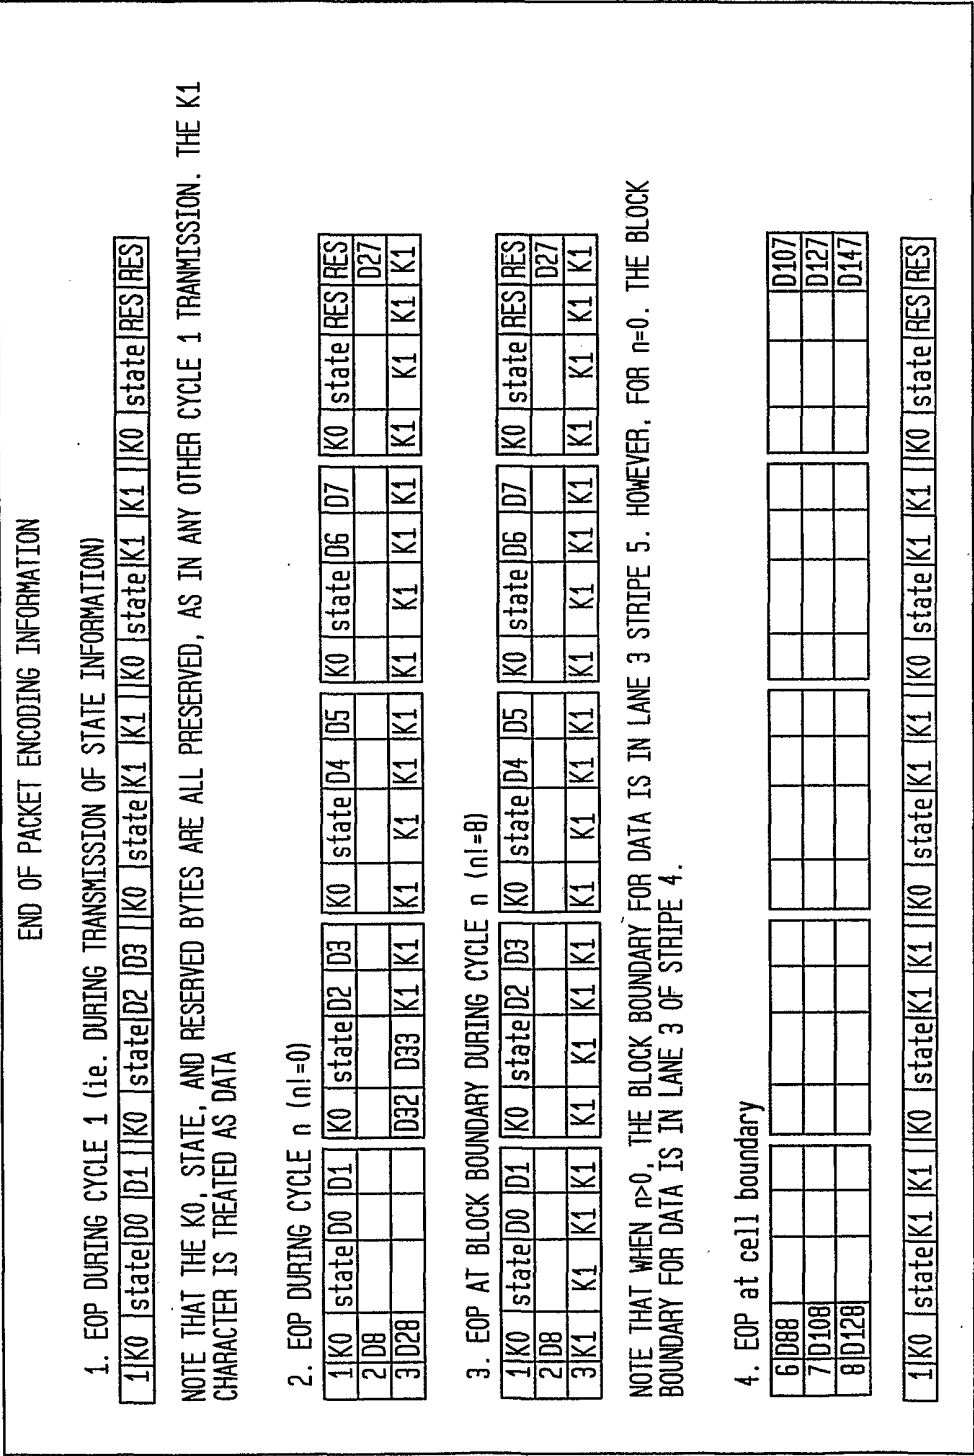 END OF PACKET ENCODING INFORMATION
1. EOP DURING CYCLE 1 (ie. DURING TRANSMISSION OF STATE INFORMATION)
1 K0 state D0 D1 K0 state D2 D3 K0 state K1 K1 K0 state K1 K1 K0 state RES RES
NOTE THAT THE K0, STATE, AND RESERVED BYTES ARE ALL PRESERVED, AS IN ANY OTHER CYCLE 1 TRANMISSION. THE K1
CHARACTER IS TREATED AS DATA
2. EOP DURING CYCLE n (n!=0)
1 K0 state D0 D1 K0 state D2 D3 K0 state D4 D5 K0 state D6 D7 K0 state RES RES
2 D8 D27
3 D28 D32 D33 K1 K1 K1 K1 K1 K1 K1 K1 K1 K1 K1 K1 K1
3. EOP AT BLOCK BOUNDARY DURING CYCLE n (n!=8)
1 K0 state D0 D1 K0 state D2 D3 K0 state D4 D5 K0 state D6 D7 K0 state RES RES
2 D8 D27
3 K1 K1 K1 K1 K1 K1 K1 K1 K1 K1 K1 K1 K1 K1 K1 K1 K1 K1 K1
NOTE THAT WHEN n>0, THE BLOCK BOUNDARY FOR DATA IS IN LANE 3 STRIPE 5. HOWEVER, FOR n=0. THE BLOCK
BOUNDARY FOR DATA IS IN LANE 3 OF STRIPE 4.
4. EOP at cell boundary
6 D88 D107
7 D108 D127
8 D128 D147
1 K0 state K1 K1 K0 state K1 K1 K0 state K1 K1 K0 state K1 K1 K0 state RES RES